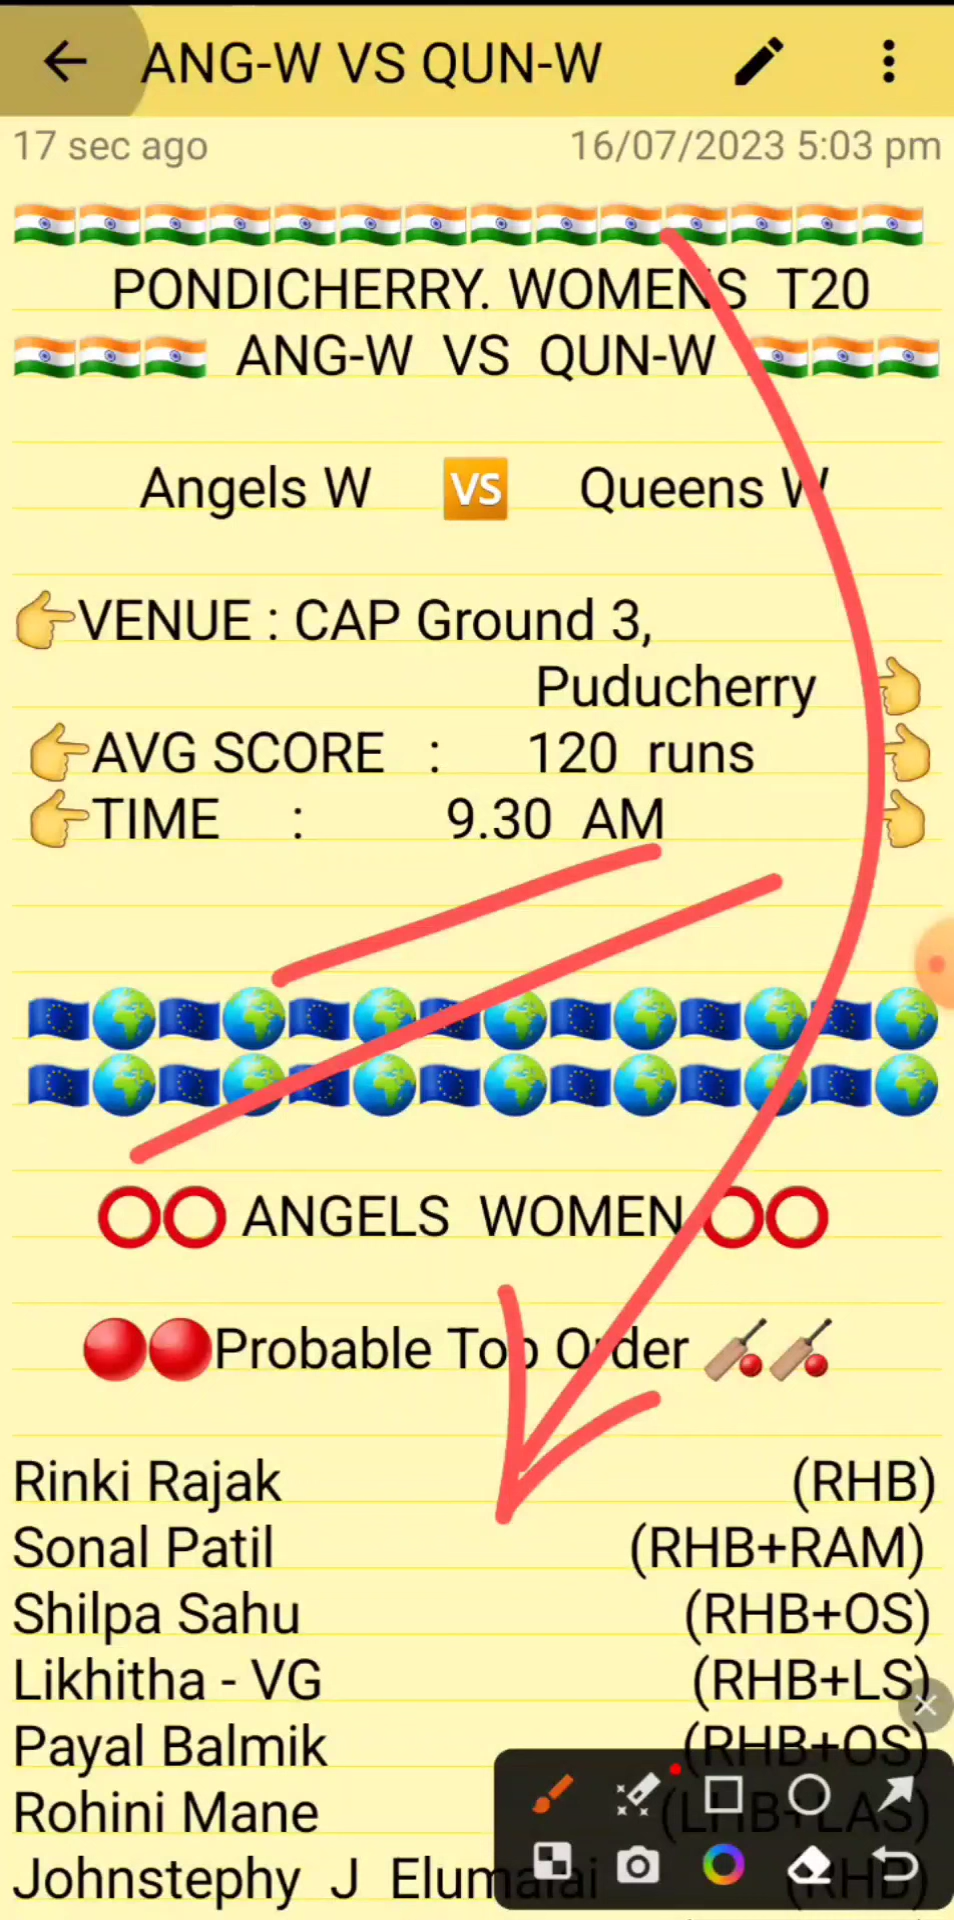 ANG-W VS QUN-W
17 sec ago 16/07/2023 5:03 pm
PONDICHERRY. WOMENS T20
ANG-W VS QUN-W
Angels W VS Queens W
VENUE : CAP Ground 3,
Puducherry
AVG SCORE : 120 runs
TIME : 9.30 AM
ANGELS WOMEN
Probable Top Order
Rinki Rajak (RHB)
Sonal Patil (RHB+RAM)
Shilpa Sahu (RHB+OS)
Likhitha - VG (RHB+LS)
Payal Balmik (RHB+OS)
Rohini Mane (LHB+LAS)
Johnstephy J Elumalai (RHB)